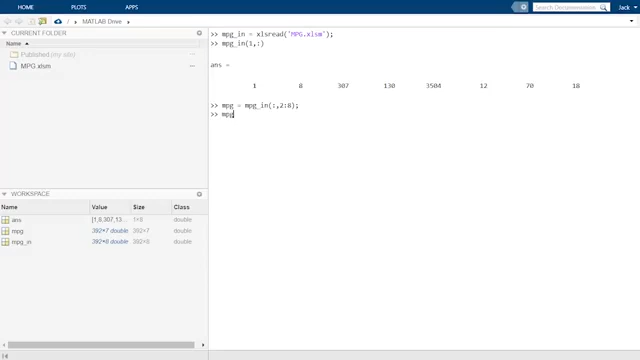 HOME PLOTS APPS Search Documentation Jack
MATLAB Drive
CURRENT FOLDER
Name
Published (my site)
MPG.xlsm
>> mpg_in = xlsread('MPG.xlsm');
>> mpg_in(1,:)
ans =
1 8 307 130 3504 12 70 18
>> mpg = mpg_in(:,2:8);
>> mpg
WORKSPACE
Name Value Size Class
ans [1,8,307,13... 1×8 double
mpg 392×7 double 392×7 double
mpg_in 392×8 double 392×8 double